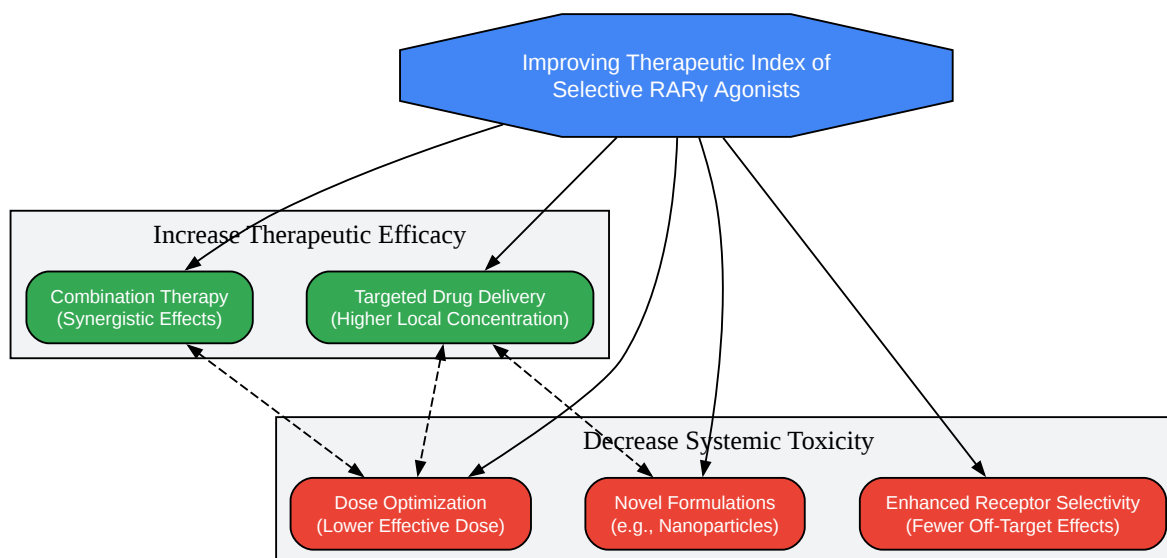 Improving Therapeutic Index of
Selective RARγ Agonists
Increase Therapeutic Efficacy
Combination Therapy
(Synergistic Effects)
Targeted Drug Delivery
(Higher Local Concentration)
Decrease Systemic Toxicity
Dose Optimization
(Lower Effective Dose)
Novel Formulations
(e.g., Nanoparticles)
Enhanced Receptor Selectivity
(Fewer Off-Target Effects)